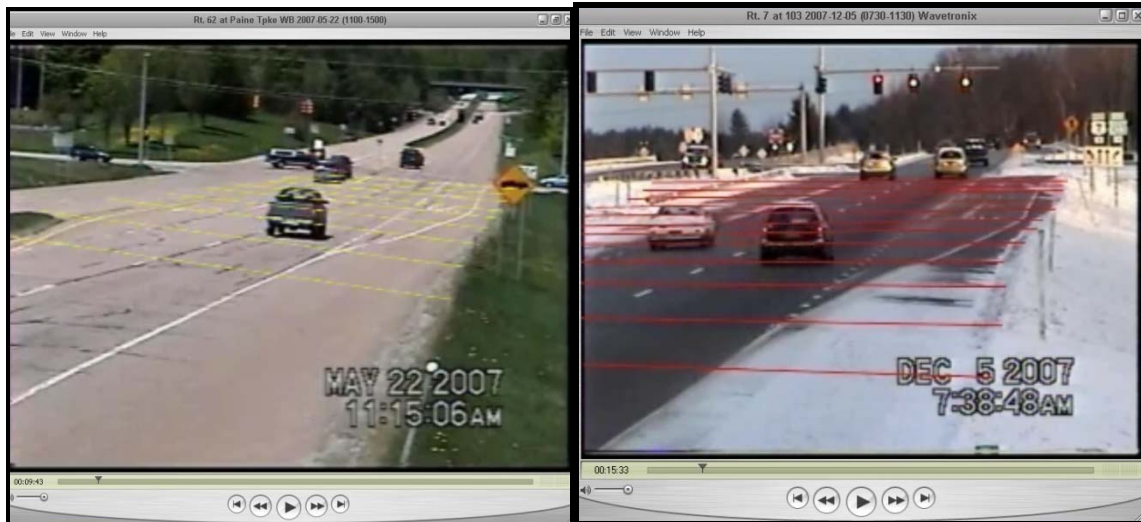 Rt. 62 at Paine Tpke WB 2007-05-22 (1100-1500)
File Edit View Window Help
MAY 22 2007
11:15:06AM
00:09:43
Rt. 7 at 103 2007-12-05 (0730-1130) Wavetronix
File Edit View Window Help
7
DEC 5 2007
7:38:48AM
00:15:33